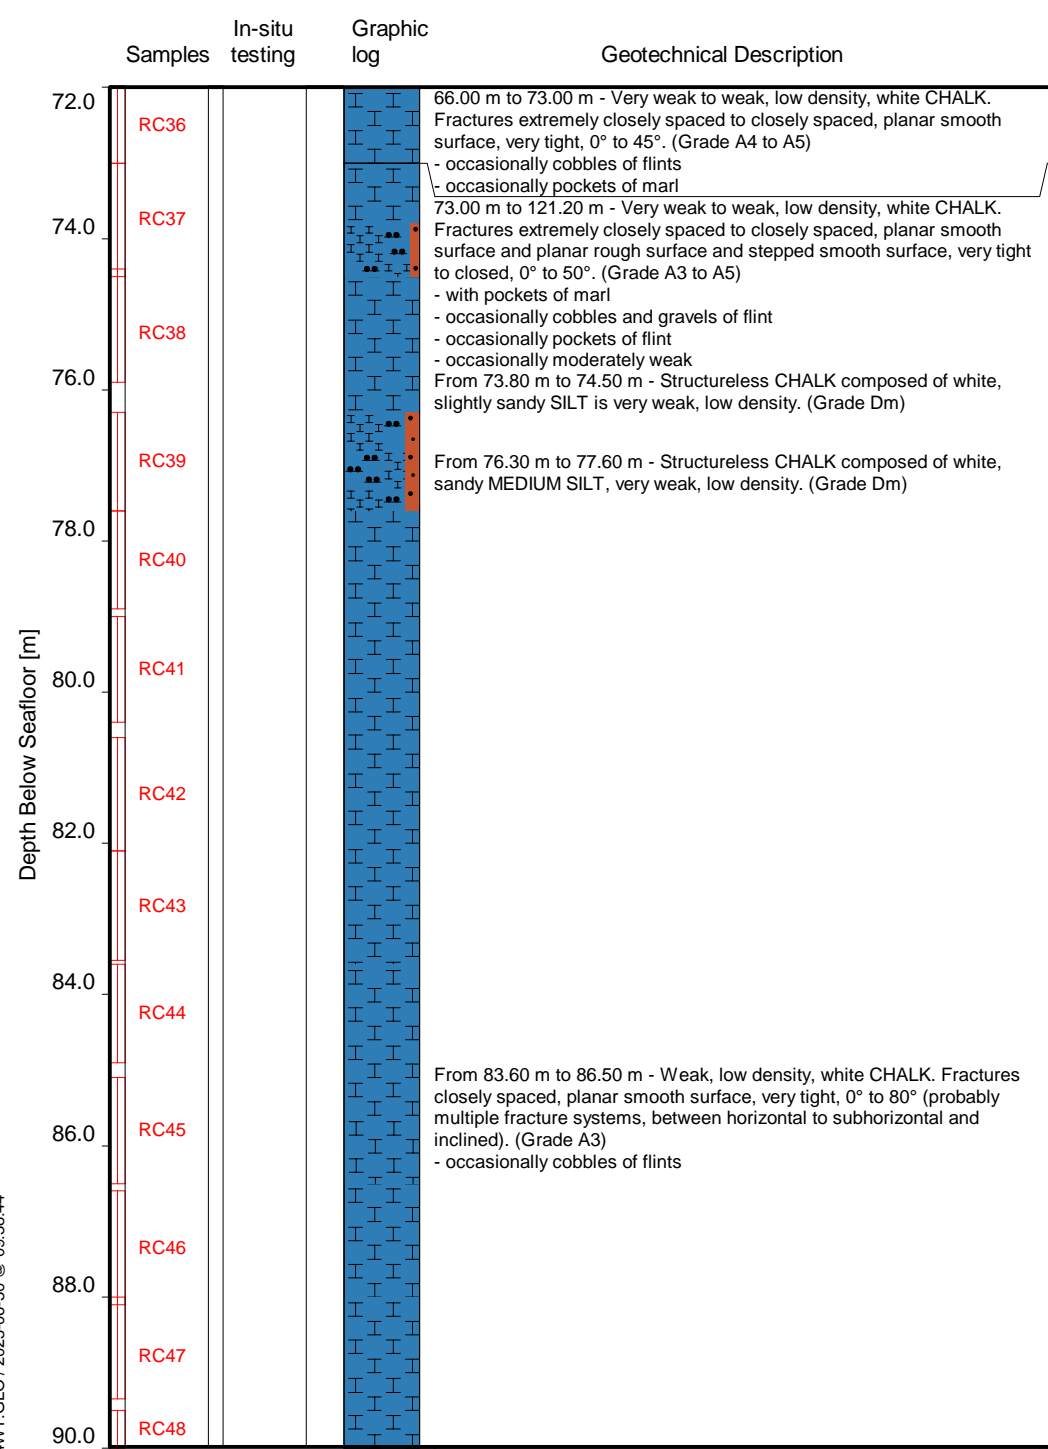 In-situ
Graphic
Samples
testing
log
Geotechnical Description
Depth Below Seafloor [m]
72.0
74.0
76.0
78.0
80.0
82.0
84.0
86.0
88.0
90.0
RC36
RC37
RC38
RC39
RC40
RC41
RC42
RC43
RC44
RC45
RC46
RC47
RC48
66.00 m to 73.00 m - Very weak to weak, low density, white CHALK.
Fractures extremely closely spaced to closely spaced, planar smooth
surface, very tight, 0° to 45°. (Grade A4 to A5)
- occasionally cobbles of flints
- occasionally pockets of marl
73.00 m to 121.20 m - Very weak to weak, low density, white CHALK.
Fractures extremely closely spaced to closely spaced, planar smooth
surface and planar rough surface and stepped smooth surface, very tight
to closed, 0° to 50°. (Grade A3 to A5)
- with pockets of marl
- occasionally cobbles and gravels of flint
- occasionally pockets of flint
- occasionally moderately weak
From 73.80 m to 74.50 m - Structureless CHALK composed of white,
slightly sandy SILT is very weak, low density. (Grade Dm)
From 76.30 m to 77.60 m - Structureless CHALK composed of white,
sandy MEDIUM SILT, very weak, low density. (Grade Dm)
From 83.60 m to 86.50 m - Weak, low density, white CHALK. Fractures
closely spaced, planar smooth surface, very tight, 0° to 80° (probably
multiple fracture systems, between horizontal to subhorizontal and
inclined). (Grade A3)
- occasionally cobbles of flints